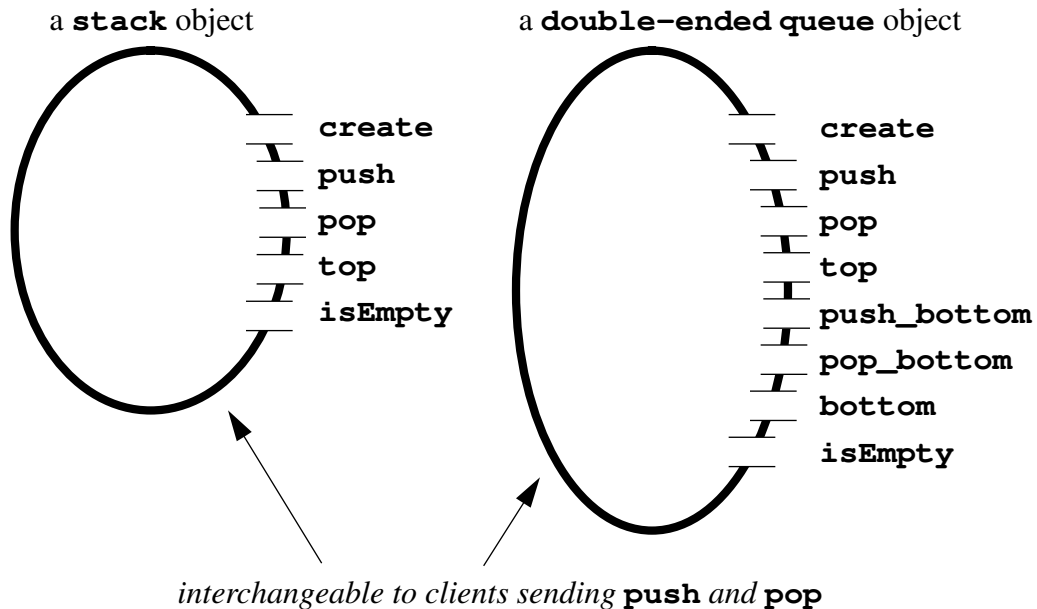 a stack object
create
push
pop
top
isEmpty
a double-ended queue object
create
push
pop
top
push_bottom
pop_bottom
bottom
isEmpty
interchangeable to clients sending push and pop